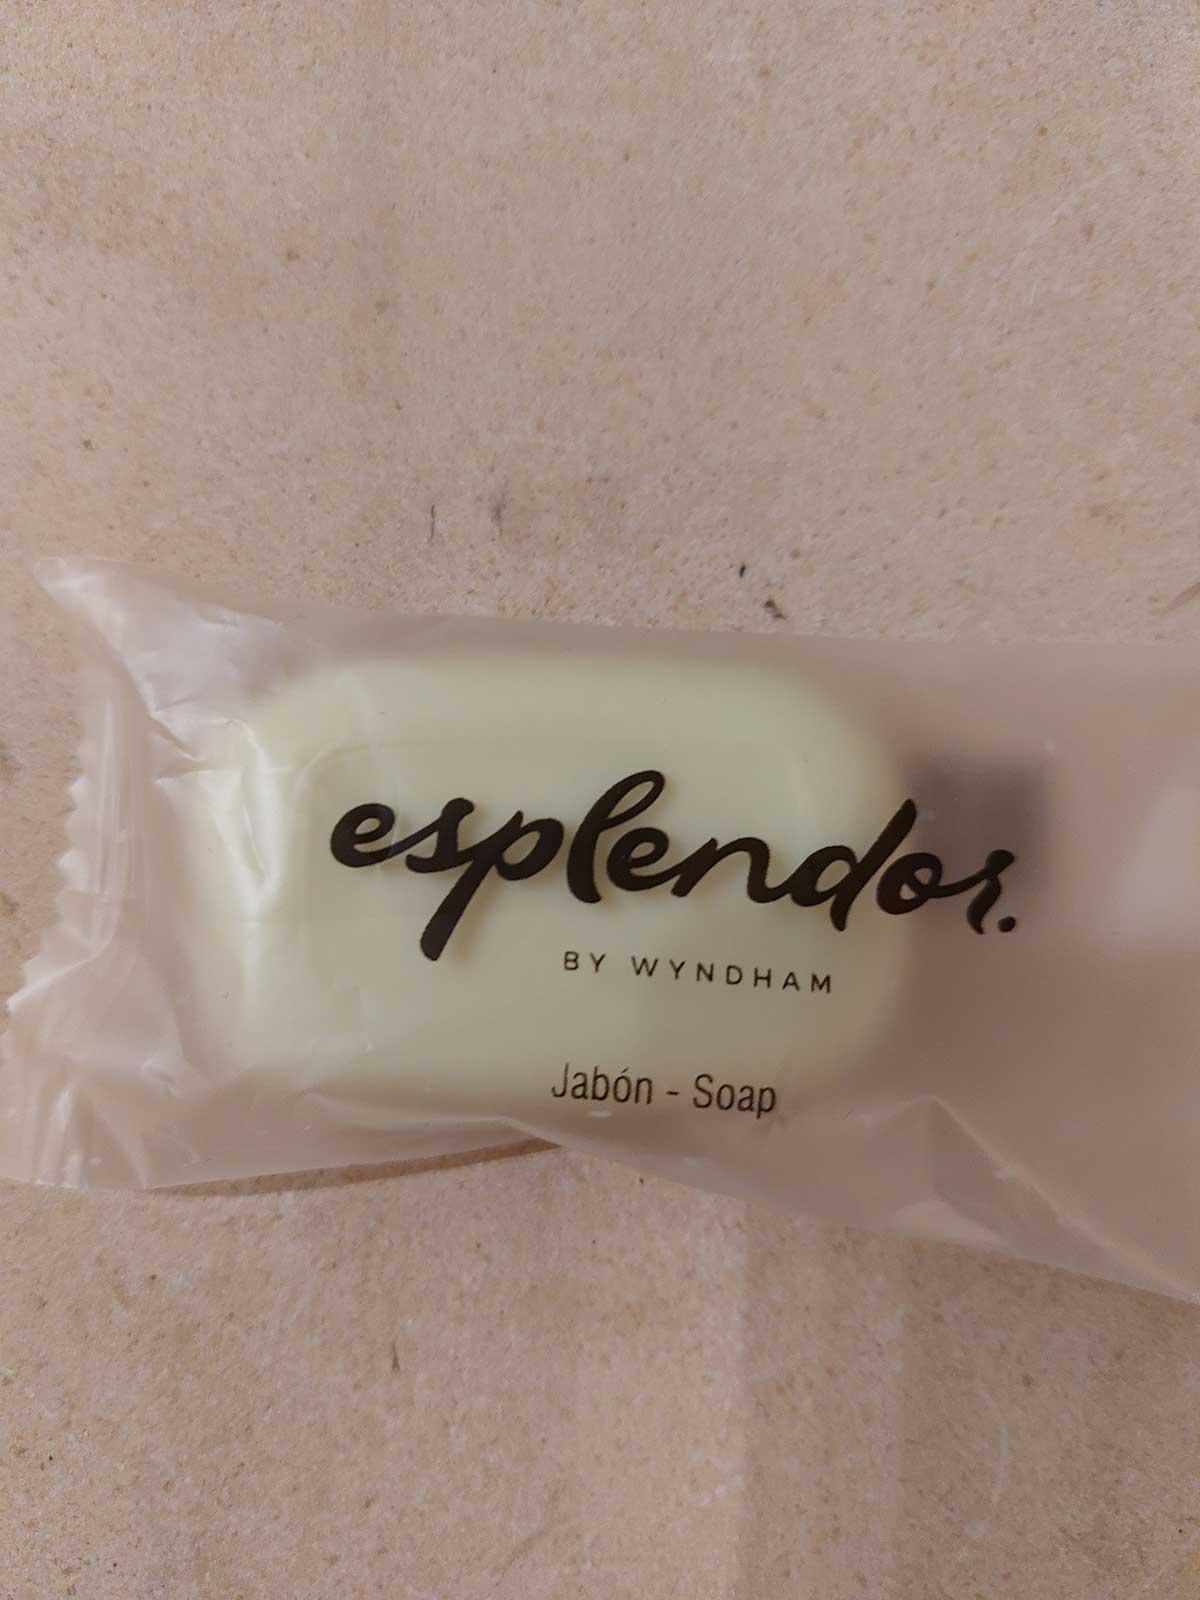 esplendor.
BY WYNDHAM
Jabón - Soap